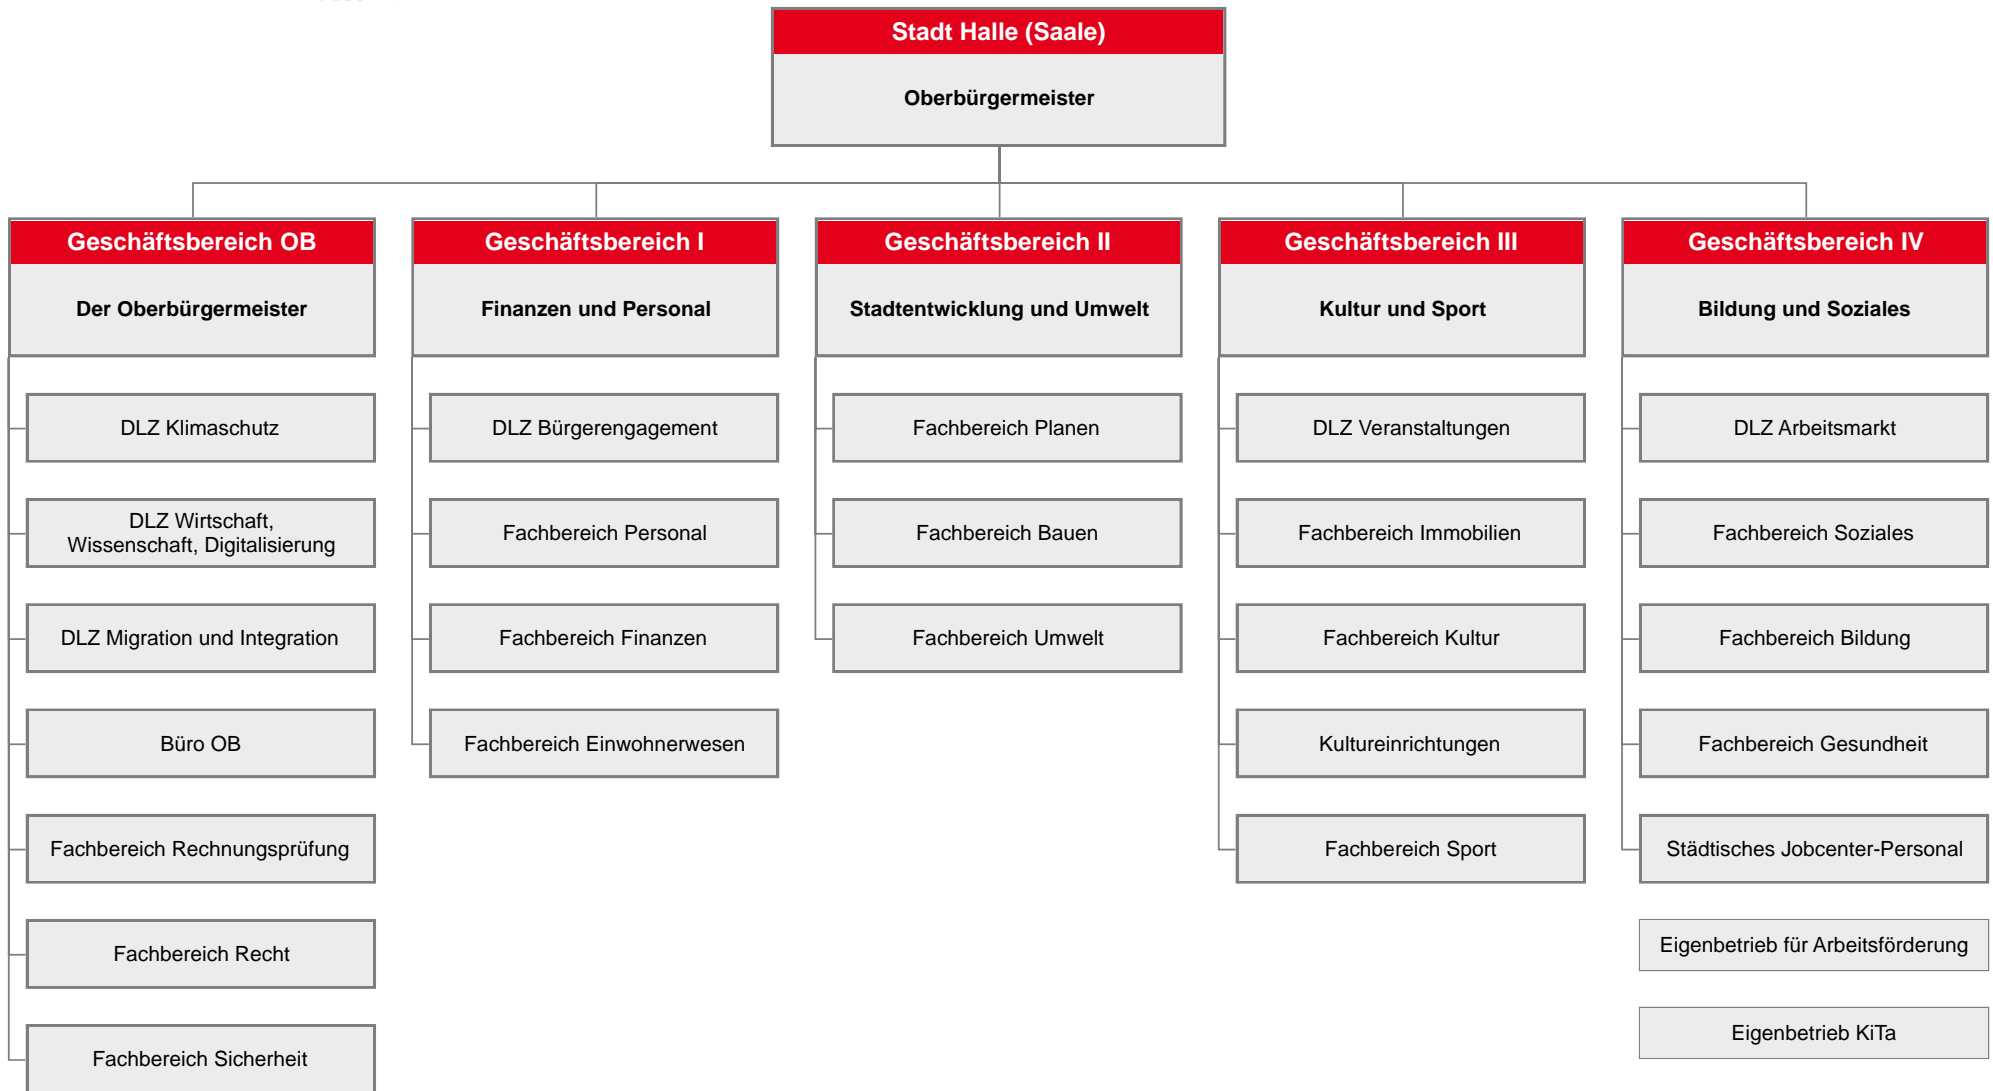 Stadt Halle (Saale)
Oberbürgermeister
Geschäftsbereich OB
Der Oberbürgermeister
DLZ Klimaschutz
DLZ Wirtschaft,
Wissenschaft, Digitalisierung
DLZ Migration und Integration
Büro OB
Fachbereich Rechnungsprüfung
Fachbereich Recht
Fachbereich Sicherheit
Geschäftsbereich I
Finanzen und Personal
DLZ Bürgerengagement
Fachbereich Personal
Fachbereich Finanzen
Fachbereich Einwohnerwesen
Geschäftsbereich II
Stadtentwicklung und Umwelt
Fachbereich Planen
Fachbereich Bauen
Fachbereich Umwelt
Geschäftsbereich III
Kultur und Sport
DLZ Veranstaltungen
Fachbereich Immobilien
Fachbereich Kultur
Kultureinrichtungen
Fachbereich Sport
Geschäftsbereich IV
Bildung und Soziales
DLZ Arbeitsmarkt
Fachbereich Soziales
Fachbereich Bildung
Fachbereich Gesundheit
Städtisches Jobcenter-Personal
Eigenbetrieb für Arbeitsförderung
Eigenbetrieb KiTa